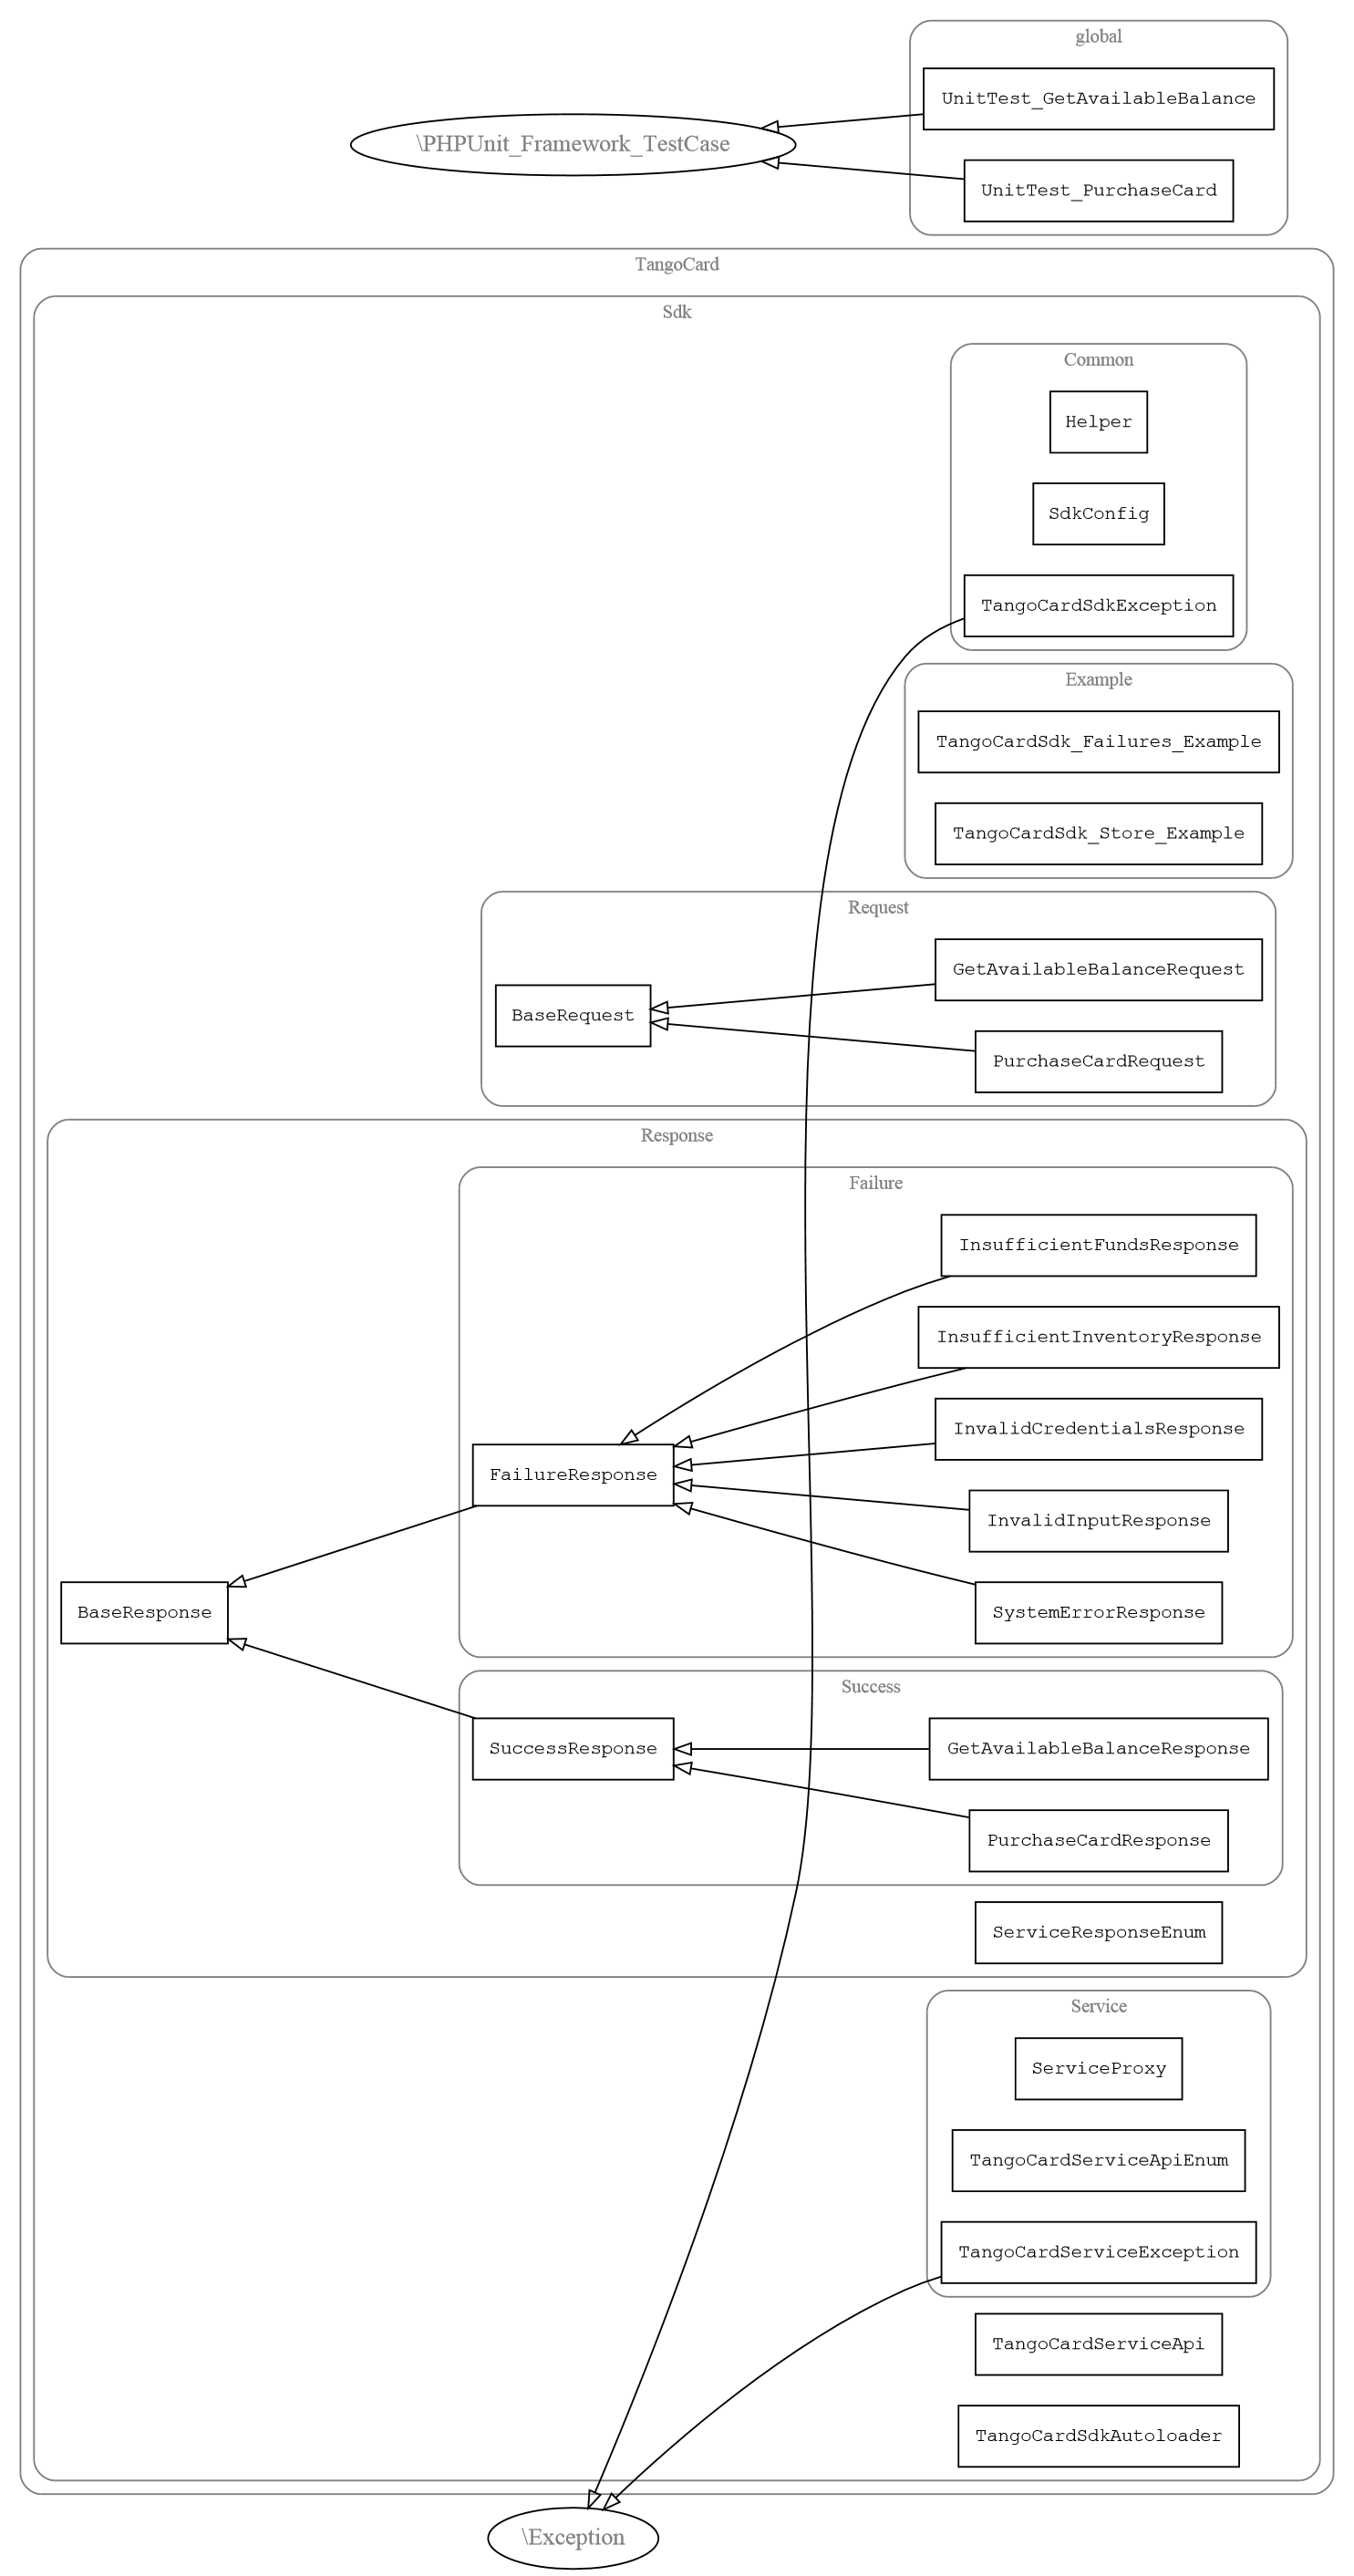 global
UnitTest_GetAvailableBalance
\PHPUnit_Framework_TestCase
UnitTest_PurchaseCard
TangoCard
Sdk
Common
Helper
SdkConfig
TangoCardSdkException
Example
TangoCardSdk_Failures_Example
TangoCardSdk_Store_Example
Request
GetAvailableBalanceRequest
BaseRequest
PurchaseCardRequest
Response
Failure
InsufficientFundsResponse
InsufficientInventoryResponse
InvalidCredentialsResponse
FailureResponse
InvalidInputResponse
BaseResponse
SystemErrorResponse
Success
SuccessResponse
GetAvailableBalanceResponse
PurchaseCardResponse
ServiceResponseEnum
Service
ServiceProxy
TangoCardServiceApiEnum
TangoCardServiceException
TangoCardServiceApi
TangoCardSdkAutoloader
\Exception